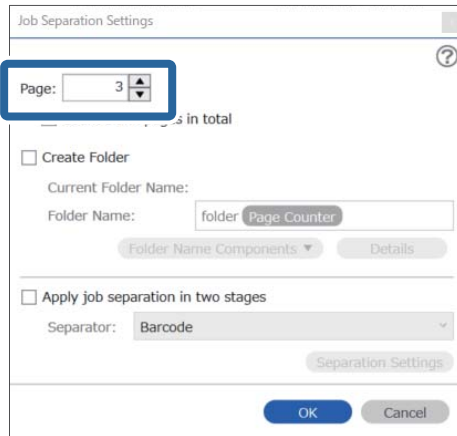 Job Separation Settings
?
Page: 3
in total
Create Folder
Current Folder Name:
Folder Name: folder Page Counter
Folder Name Components ▼ Details
Apply job separation in two stages
Separator: Barcode
Separation Settings
OK Cancel